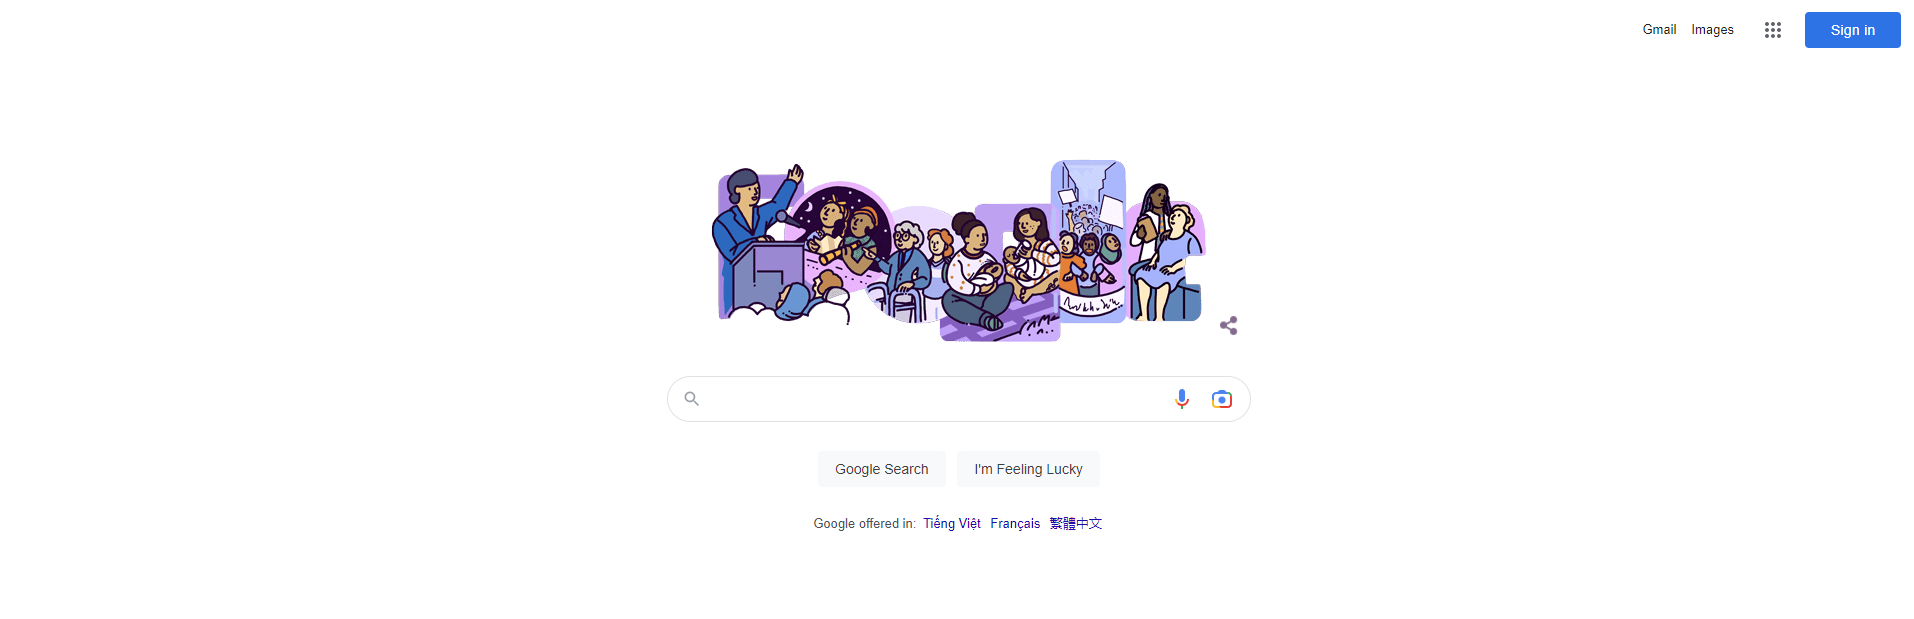 Gmail Images Sign in
Google Search I'm Feeling Lucky
Google offered in: Tiếng Việt Français 繁體中文